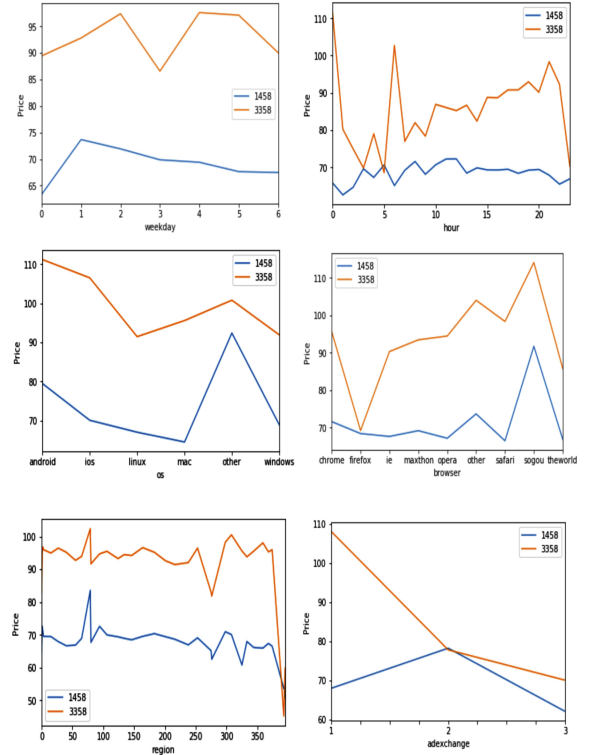 95
90
85
80
75
70
65
Price
1458
3358
0 1 2 3 4 5 6
weekday
110
100
90
80
70
Price
1458
3358
0 5 10 15 20
hour
110
100
90
80
70
Price
1458
3358
android ios linux mac other windows
os
110
100
90
80
70
Price
1458
3358
chrome firefox ie maxthon opera other safari sogou theworld
browser
100
90
80
70
60
50
Price
1458
3358
0 50 100 150 200 250 300 350
region
110
100
90
80
70
60
Price
1458
3358
1 2 3
adexchange